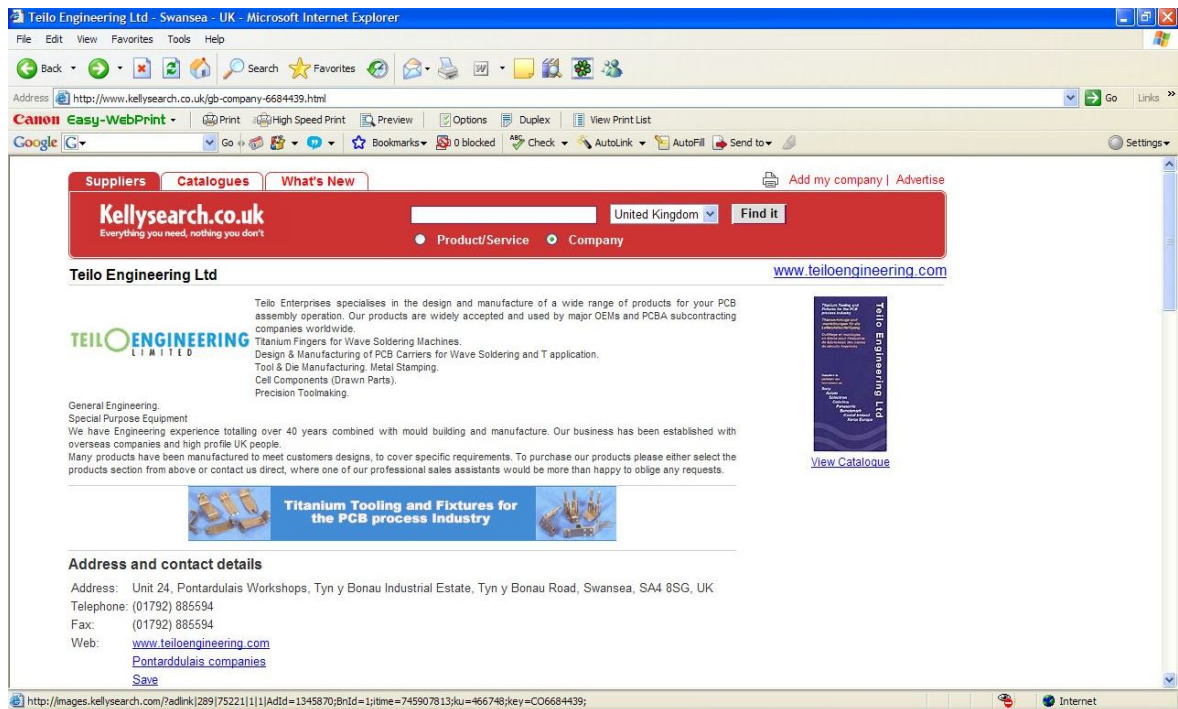 Teilo Engineering Ltd - Swansea - UK - Microsoft Internet Explorer
File Edit View Favorites Tools Help
Back Search Favorites
Address http://www.kellysearch.co.uk/gb-company-6684439.html Go Links »
Canon Easy-WebPrint Print High Speed Print Preview Options Duplex View Print List
Google G Go Bookmarks 0 blocked ABC Check AutoLink AutoFill Send to Settings
Suppliers Catalogues What's New Add my company | Advertise
Kellysearch.co.uk United Kingdom Find it
Everything you need, nothing you don't
Product/Service Company
Teilo Engineering Ltd www.teiloengineering.com
TEILO ENGINEERING
LIMITED
Teilo Enterprises specialises in the design and manufacture of a wide range of products for your PCB
assembly operation. Our products are widely accepted and used by major OEMs and PCBA subcontracting
companies worldwide.
Titanium Fingers for Wave Soldering Machines.
Design & Manufacturing of PCB Carriers for Wave Soldering and T application.
Tool & Die Manufacturing. Metal Stamping.
Cell Components (Drawn Parts).
Precision Toolmaking.
General Engineering.
Special Purpose Equipment
We have Engineering experience totalling over 40 years combined with mould building and manufacture. Our business has been established with
overseas companies and high profile UK people.
Many products have been manufactured to meet customers designs, to cover specific requirements. To purchase our products please either select the
products section from above or contact us direct, where one of our professional sales assistants would be more than happy to oblige any requests.
Titanium Tooling and
Fixtures for the PCB
process industry
Teilo Engineering Ltd
View Catalogue
Titanium Tooling and Fixtures for
the PCB process Industry
Address and contact details
Address: Unit 24, Pontardulais Workshops, Tyn y Bonau Industrial Estate, Tyn y Bonau Road, Swansea, SA4 8SG, UK
Telephone: (01792) 885594
Fax: (01792) 885594
Web: www.teiloengineering.com
Pontarddulais companies
Save
http://images.kellysearch.com/?adlink|289|75221|1|1|AdId=1345870;BnId=1;itime=745907813;ku=466748;key=CO6684439; Internet